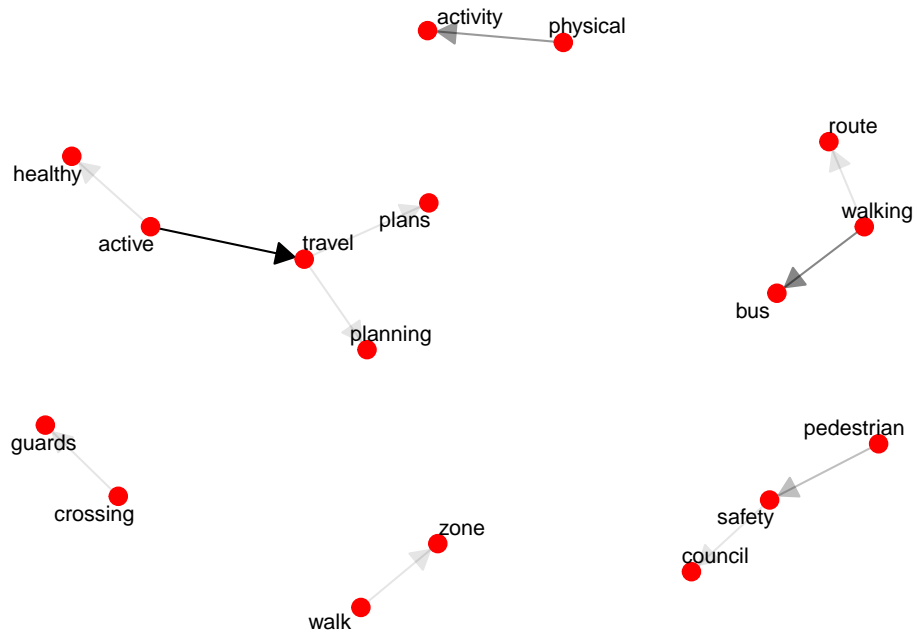 activity
physical
route
healthy
walking
plans
active
travel
bus
planning
pedestrian
guards
crossing
safety
zone
council
walk